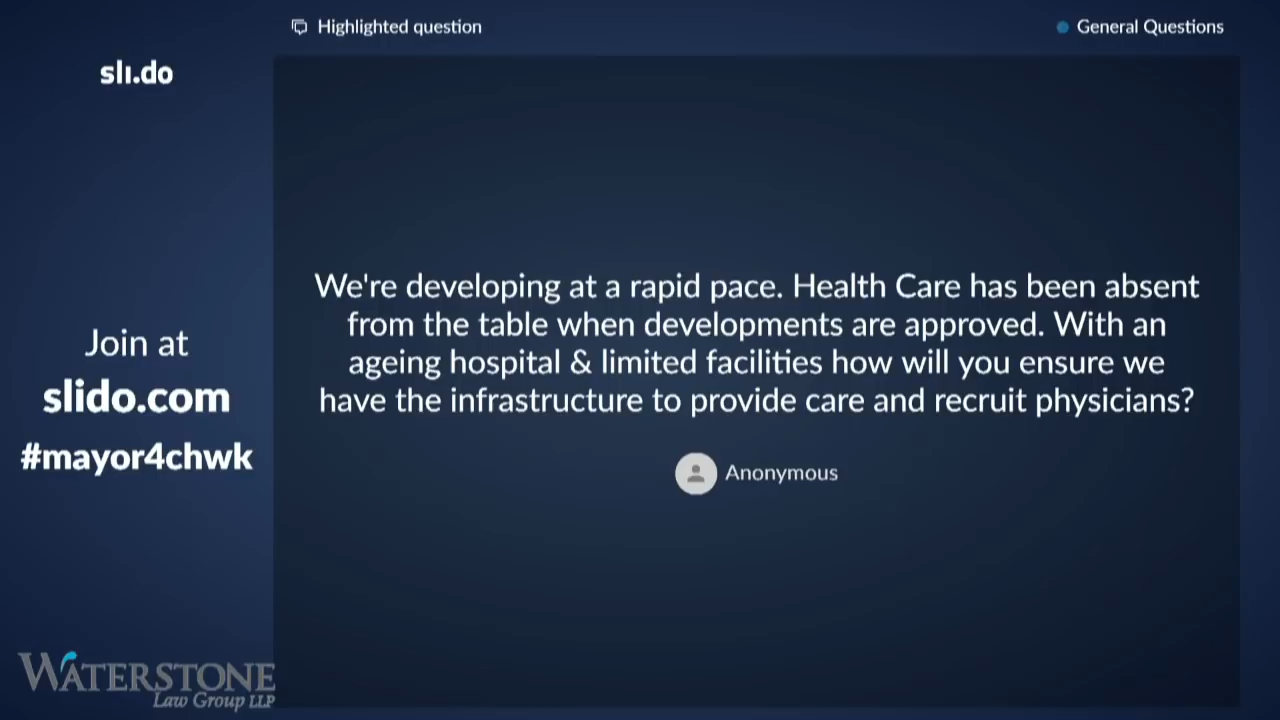 Highlighted question
General Questions
sli.do
We're developing at a rapid pace. Health Care has been absent
from the table when developments are approved. With an
ageing hospital & limited facilities how will you ensure we
have the infrastructure to provide care and recruit physicians?
Anonymous
Join at
slido.com
#mayor4chwk
WATERSTONE
Law Group LLP